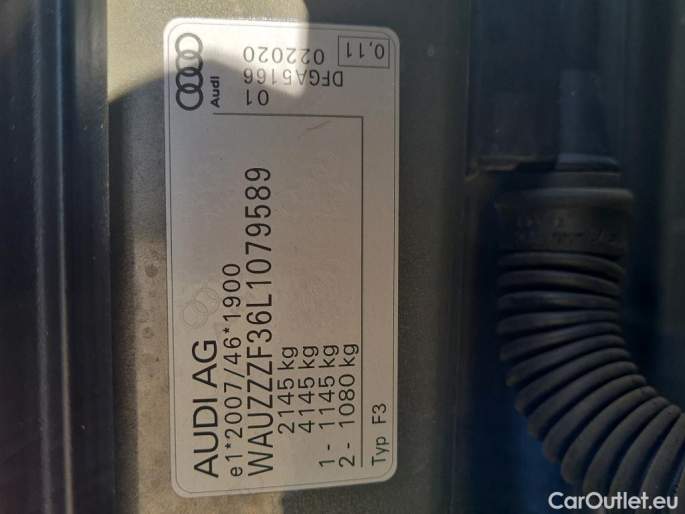 AUDI AG
e1*2007/46*1900
WAUZZZF36L1079589
2145 kg
4145 kg
1 - 1145 kg
2 - 1080 kg
Typ F3
Audi
01
DFGA5166
022020
0,11
CarOutlet.eu